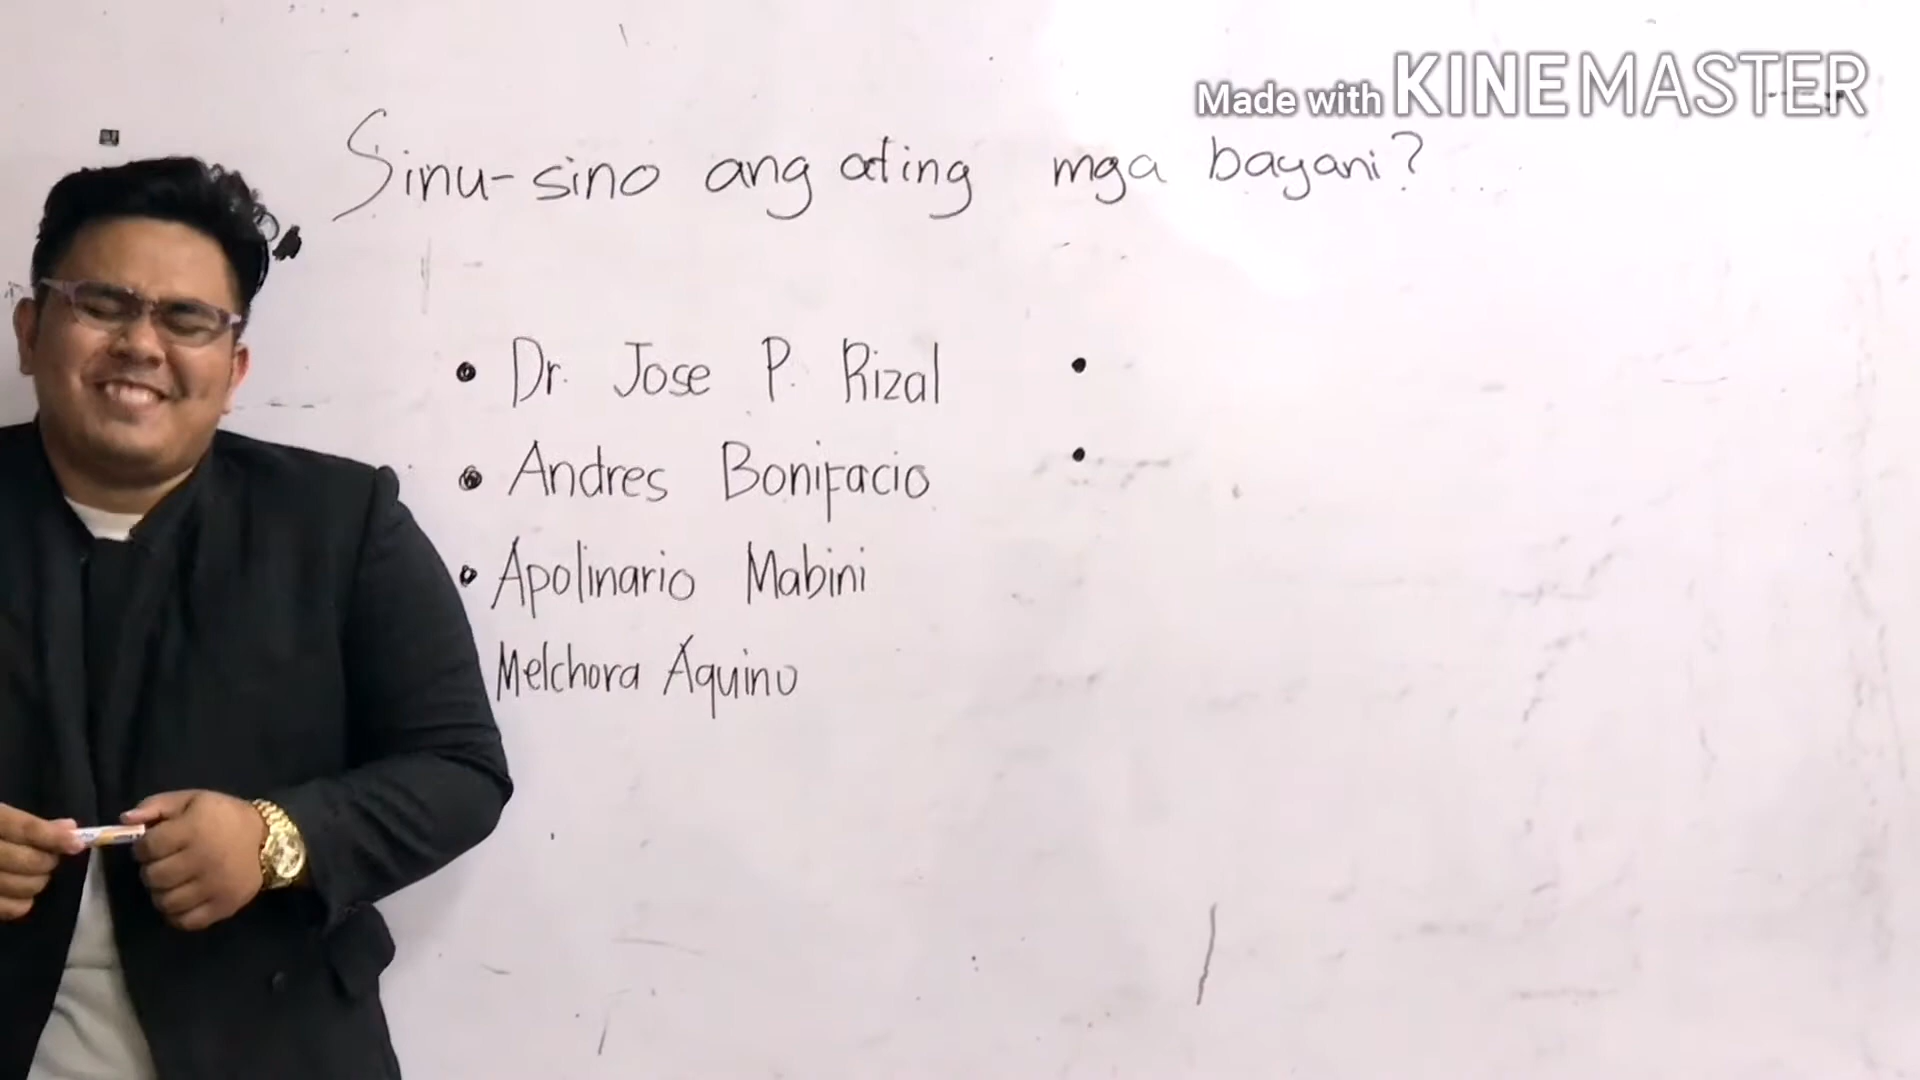 Made with KINEMASTER
Sinu-sino ang ating mga bayani?
• Dr. Jose P. Rizal
• Andres Bonifacio
• Apolinario Mabini
Melchora Aquino
•
•